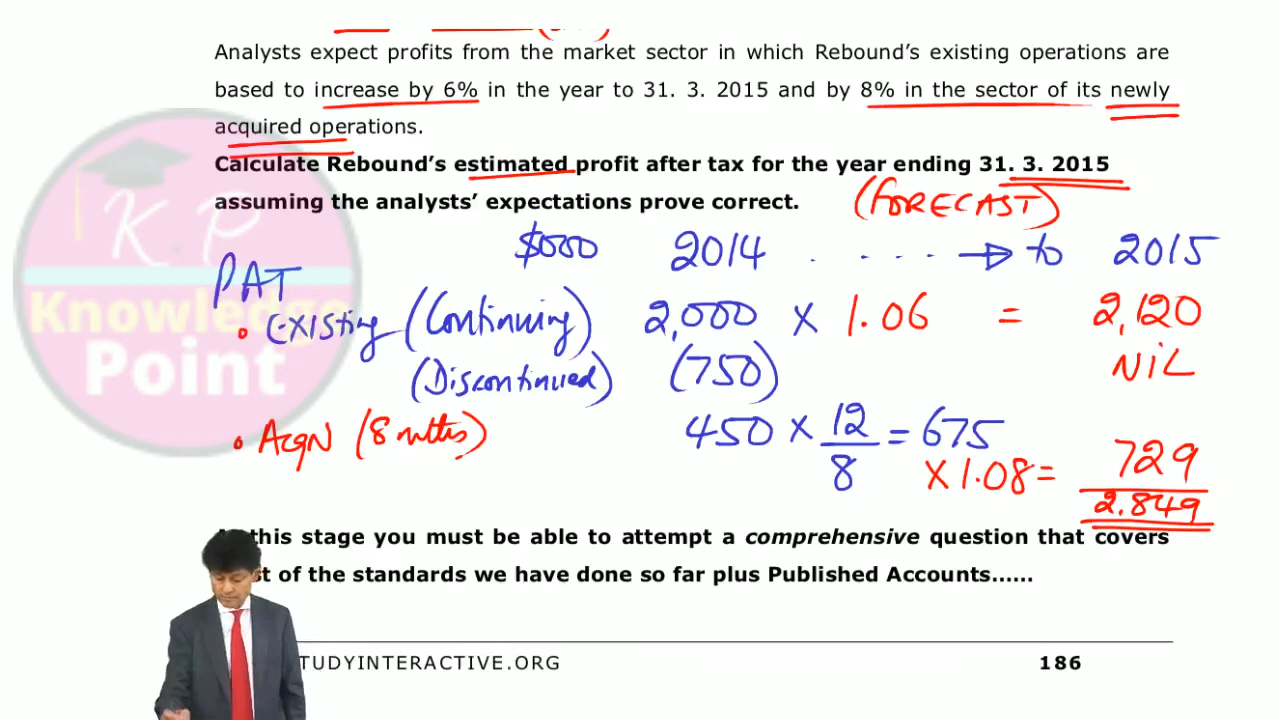 Analysts expect profits from the market sector in which Rebound's existing operations are
based to increase by 6% in the year to 31. 3. 2015 and by 8% in the sector of its newly
acquired operations.
Calculate Rebound's estimated profit after tax for the year ending 31. 3. 2015
assuming the analysts' expectations prove correct.
(FORECAST)
$000 2014 ..... → to 2015
PAT
• Existing (Continuing) 2,000 × 1.06 = 2,120
(Discontinued) (750) NIL
• Acqn (8 mths) 450 × 12/8 = 675
× 1.08 = 729
2.849
K.P
Knowledge
Point
this stage you must be able to attempt a comprehensive question that covers
of the standards we have done so far plus Published Accounts......
TUDYINTERACTIVE.ORG 186